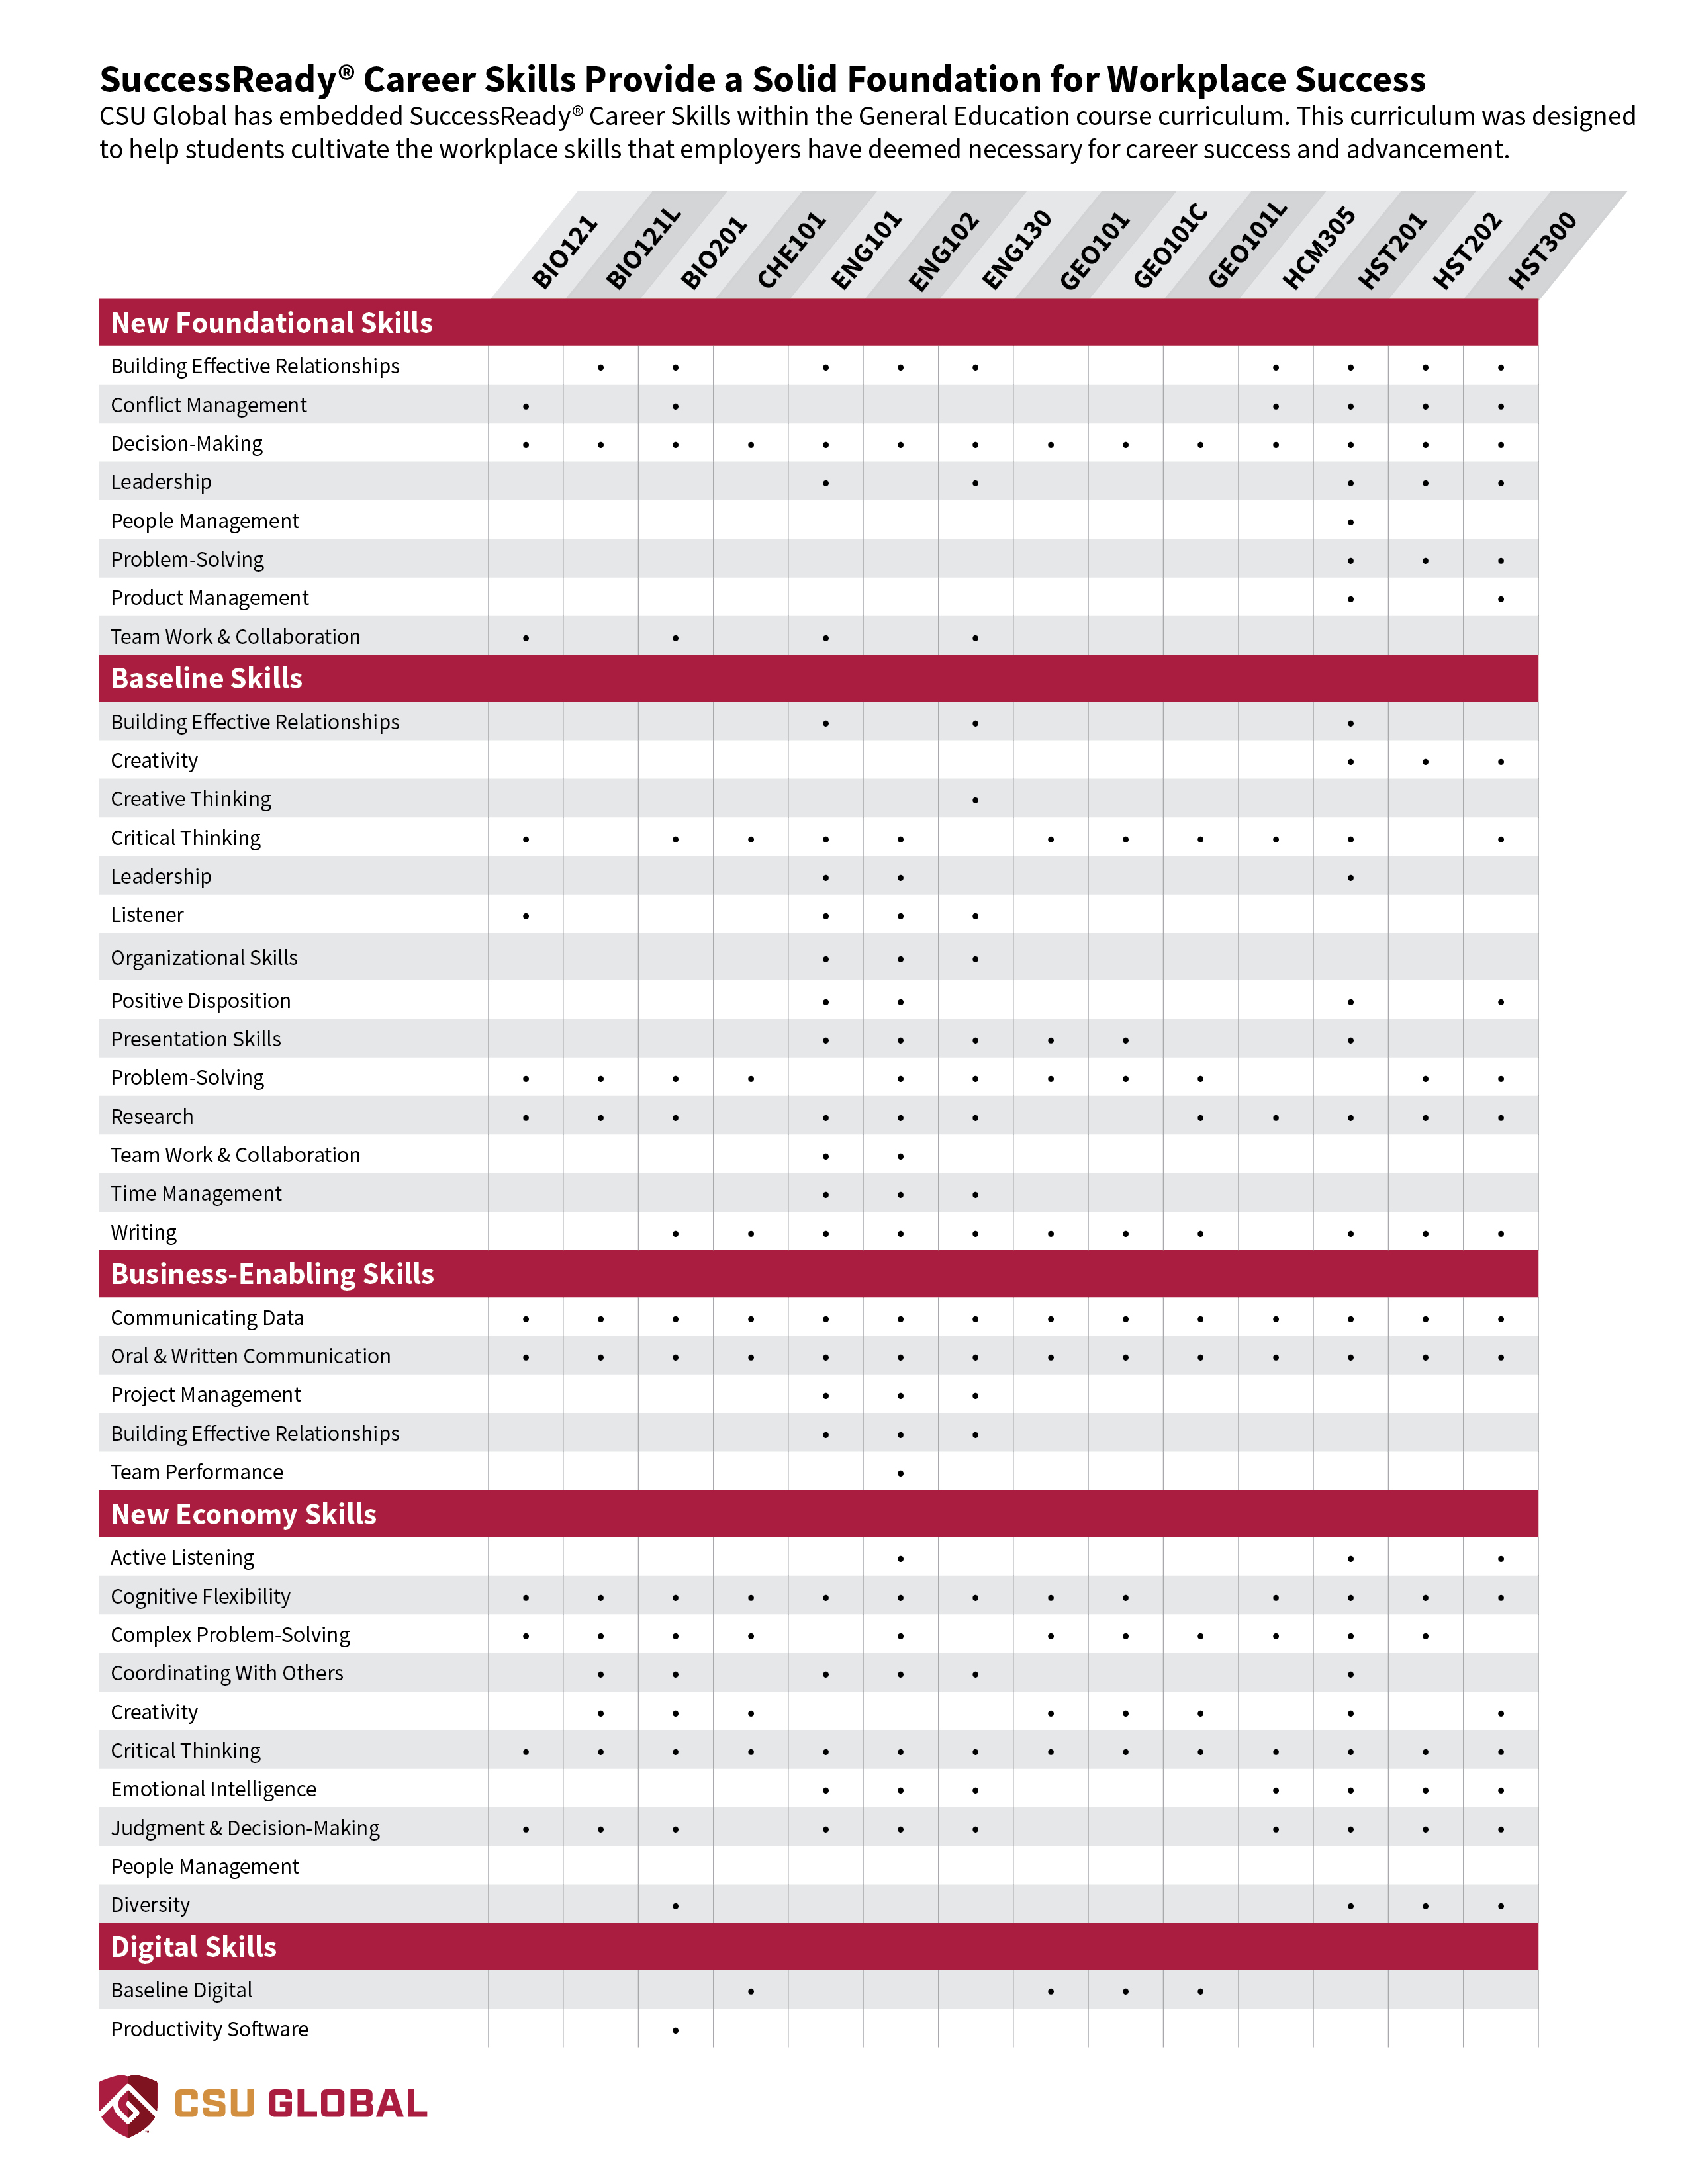 SuccessReady® Career Skills Provide a Solid Foundation for Workplace Success
CSU Global has embedded SuccessReady® Career Skills within the General Education course curriculum. This curriculum was designed
to help students cultivate the workplace skills that employers have deemed necessary for career success and advancement.
BIO121 BIO121L BIO201 CHE101 ENG101 ENG102 ENG130 GEO101 GEO101C GEO101L HCM305 HST201 HST202 HST300
New Foundational Skills
Building Effective Relationships • • • • • • • • •
Conflict Management • • • • • •
Decision-Making • • • • • • • • • • • • • •
Leadership • • • • •
People Management •
Problem-Solving • • •
Product Management • •
Team Work & Collaboration • • • •
Baseline Skills
Building Effective Relationships • • •
Creativity • • •
Creative Thinking •
Critical Thinking • • • • • • • • • • •
Leadership • • •
Listener • • • •
Organizational Skills • • •
Positive Disposition • • • •
Presentation Skills • • • • • •
Problem-Solving • • • • • • • • • • •
Research • • • • • • • • • • •
Team Work & Collaboration • •
Time Management • • •
Writing • • • • • • • • • • •
Business-Enabling Skills
Communicating Data • • • • • • • • • • • • • •
Oral & Written Communication • • • • • • • • • • • • • •
Project Management • • •
Building Effective Relationships • • •
Team Performance •
New Economy Skills
Active Listening • • •
Cognitive Flexibility • • • • • • • • • • • • •
Complex Problem-Solving • • • • • • • • • • •
Coordinating With Others • • • • • •
Creativity • • • • • • • •
Critical Thinking • • • • • • • • • • • • • •
Emotional Intelligence • • • • • • •
Judgment & Decision-Making • • • • • • • • • •
People Management
Diversity • • • •
Digital Skills
Baseline Digital • • • •
Productivity Software •
CSU GLOBAL